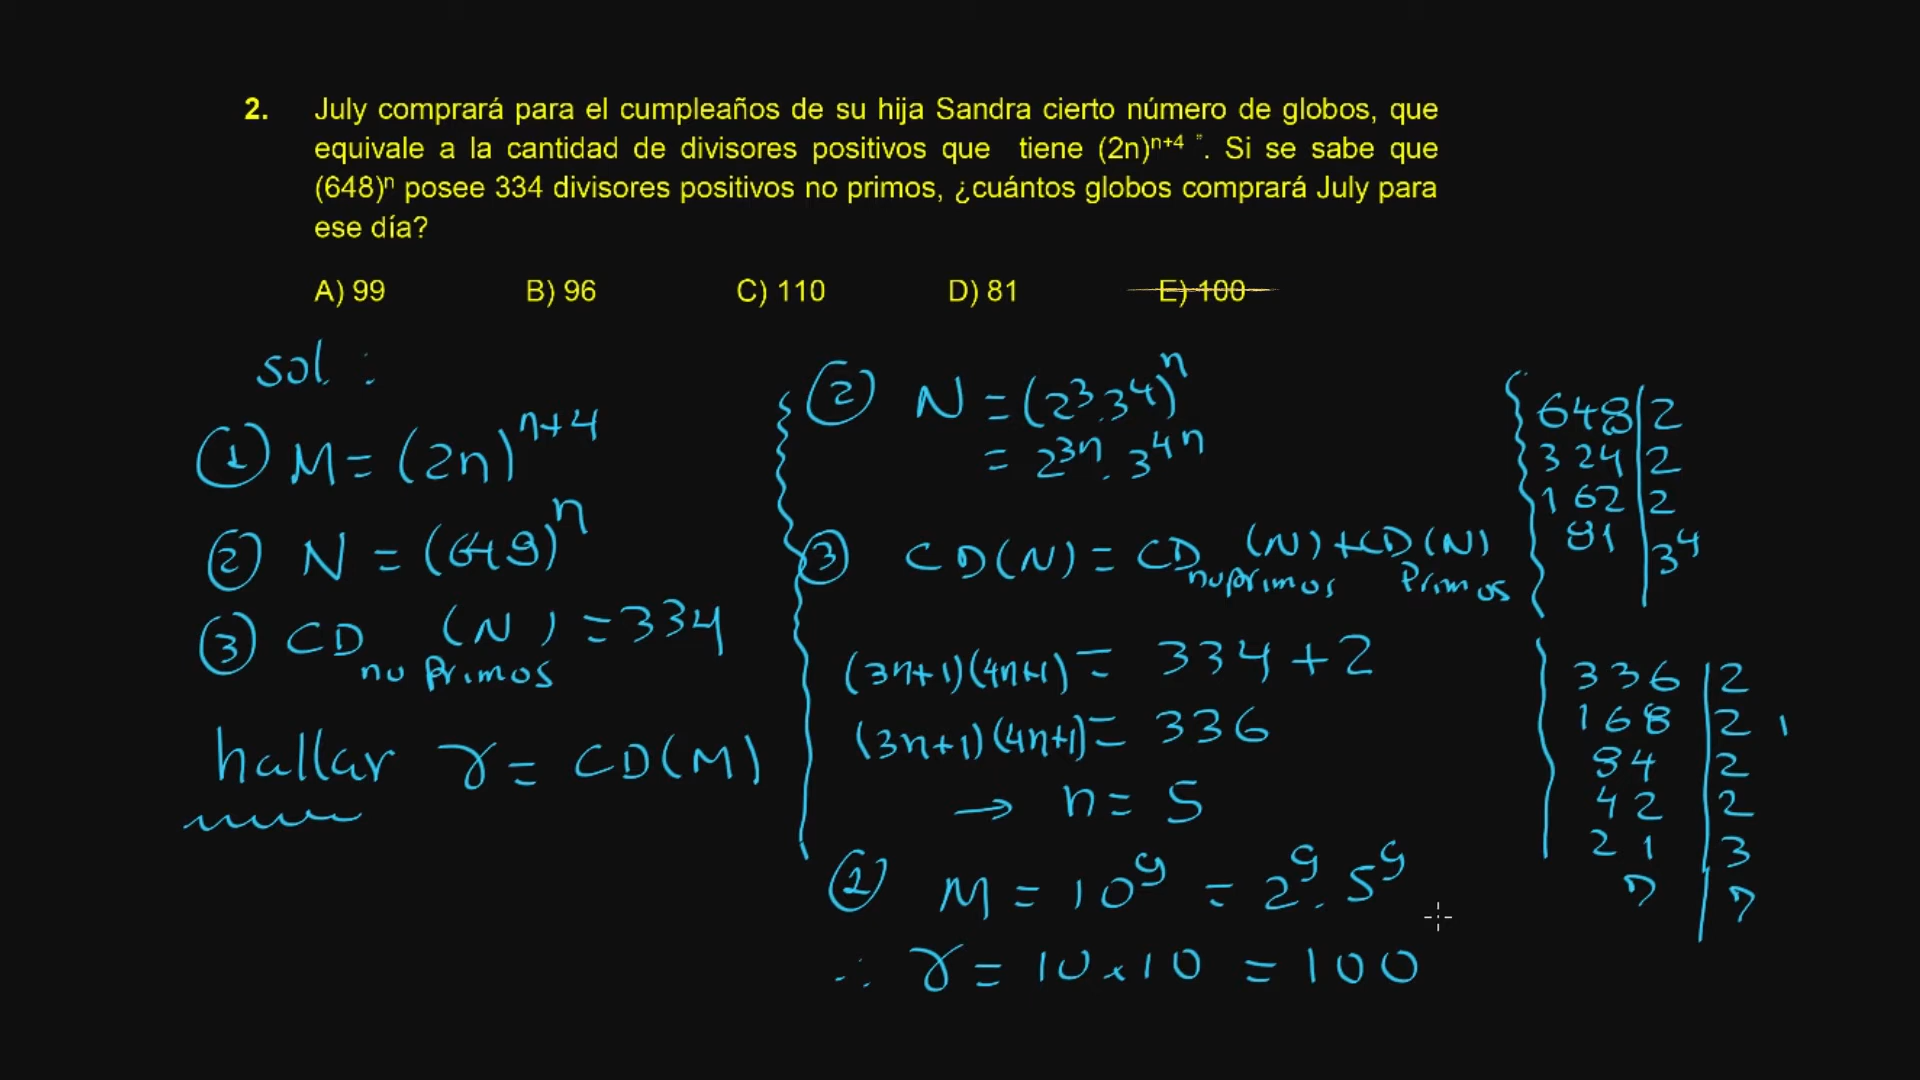 2. July comprará para el cumpleaños de su hija Sandra cierto número de globos, que
equivale a la cantidad de divisores positivos que tiene (2n)ⁿ⁺⁴ ”. Si se sabe que
(648)ⁿ posee 334 divisores positivos no primos, ¿cuántos globos comprará July para
ese día?
A) 99 B) 96 C) 110 D) 81 E) 100
sol :
① M = (2n)ⁿ⁺⁴
② N = (648)ⁿ
③ CD no primos (N) = 334
hallar γ = CD(M)
② N = (2³.3⁴)ⁿ
= 2³ⁿ . 3⁴ⁿ
③ CD(N) = CD no primos (N) + CD primos (N)
(3n+1)(4n+1) = 334 + 2
(3n+1)(4n+1) = 336
→ n = 5
① M = 10⁹ = 2⁹ . 5⁹
∴ γ = 10 x 10 = 100
648 | 2
324 | 2
162 | 2
81 | 3⁴
336 | 2
168 | 2 1
84 | 2
42 | 2
21 | 3
7 | 7